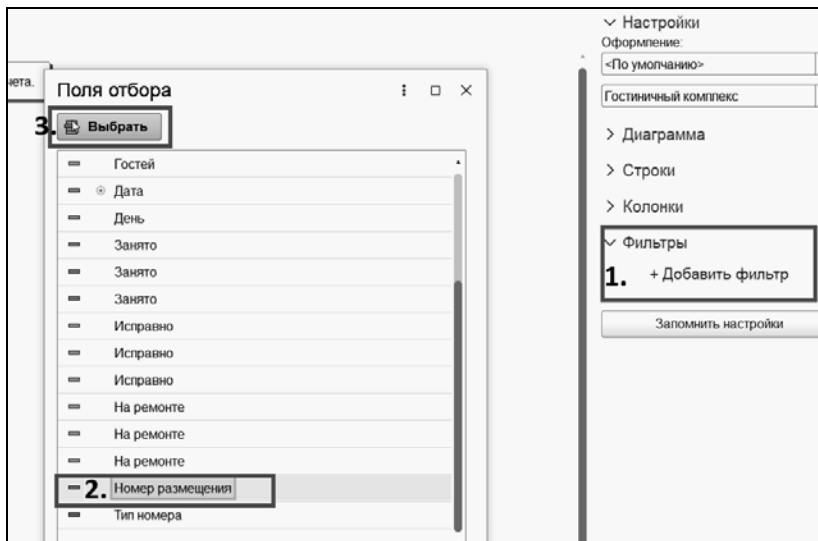 Настройки
Оформление:
<По умолчанию>
Гостиничный комплекс
Диаграмма
Строки
Колонки
Фильтры
1. + Добавить фильтр
Запомнить настройки
Поля отбора
3. Выбрать
Гостей
Дата
День
Занято
Занято
Занято
Исправно
Исправно
Исправно
На ремонте
На ремонте
На ремонте
2. Номер размещения
Тип номера